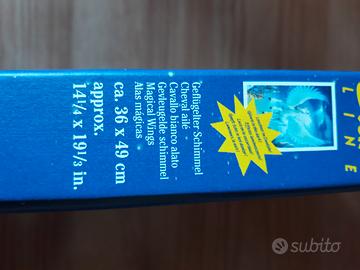 Geflügelter Schimmel
Cheval ailé
Cavallo bianco alato
Gevleugelde schimmel
Magical Wings
Alas mágicas
ca. 36 x 49 cm
approx.
14¼ x 19⅓ in.
LINE
subito